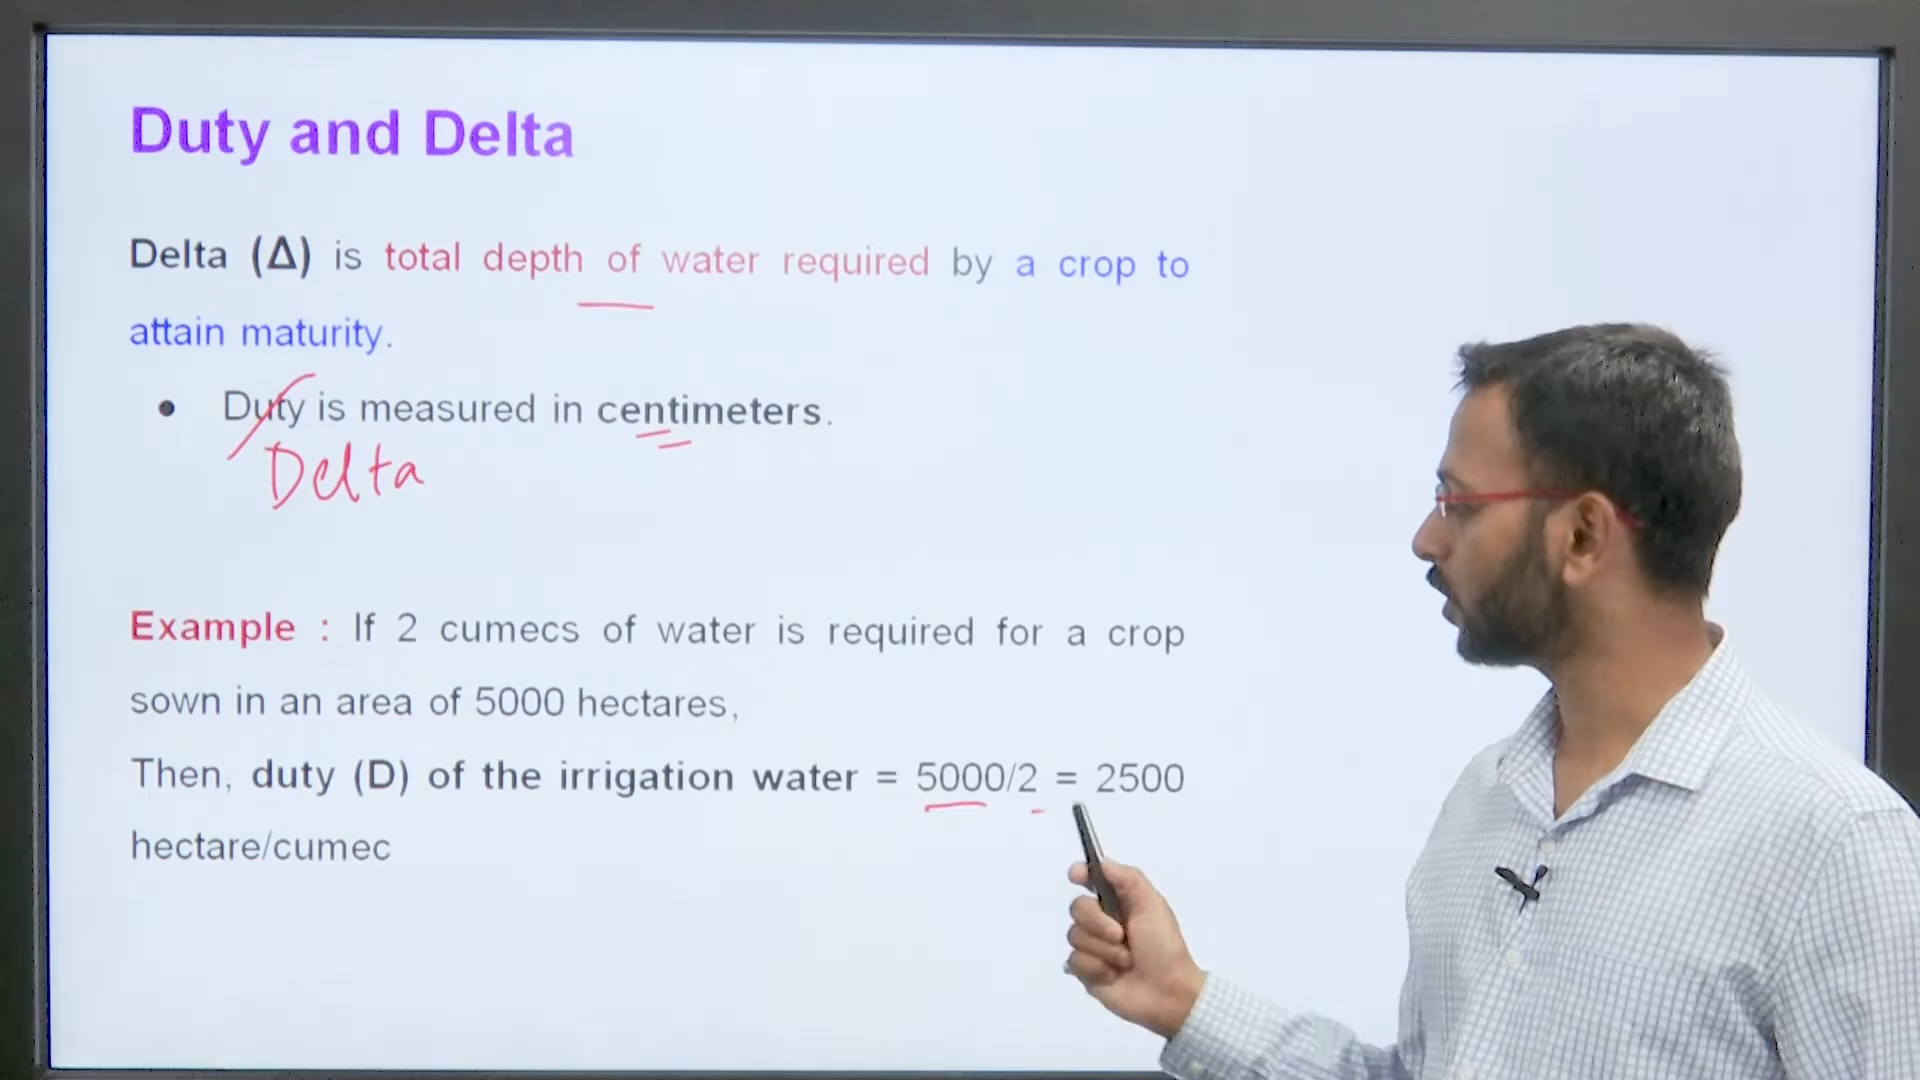 Duty and Delta
Delta (Δ) is total depth of water required by a crop to
attain maturity.
• Duty is measured in centimeters.
Delta
Example : If 2 cumecs of water is required for a crop
sown in an area of 5000 hectares,
Then, duty (D) of the irrigation water = 5000/2 = 2500
hectare/cumec